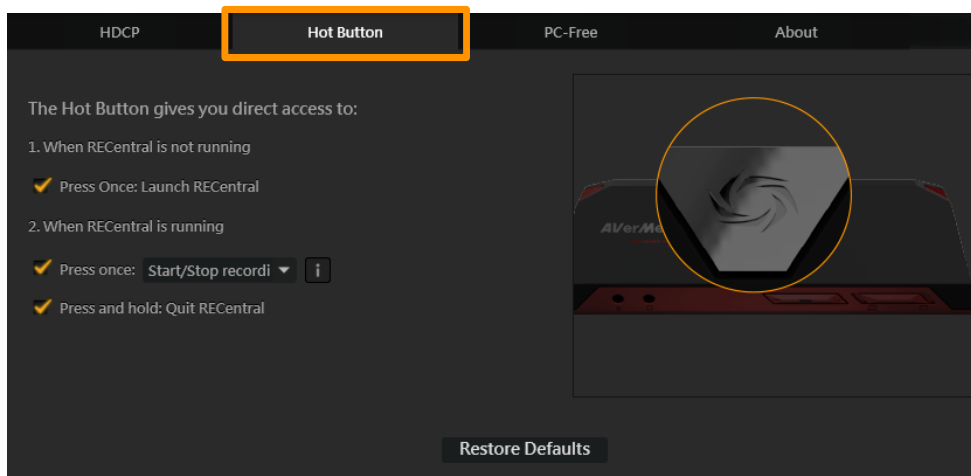 HDCP
Hot Button
PC-Free
About
The Hot Button gives you direct access to:
1. When RECentral is not running
Press Once: Launch RECentral
2. When RECentral is running
Press once: Start/Stop recordi
i
Press and hold: Quit RECentral
Restore Defaults